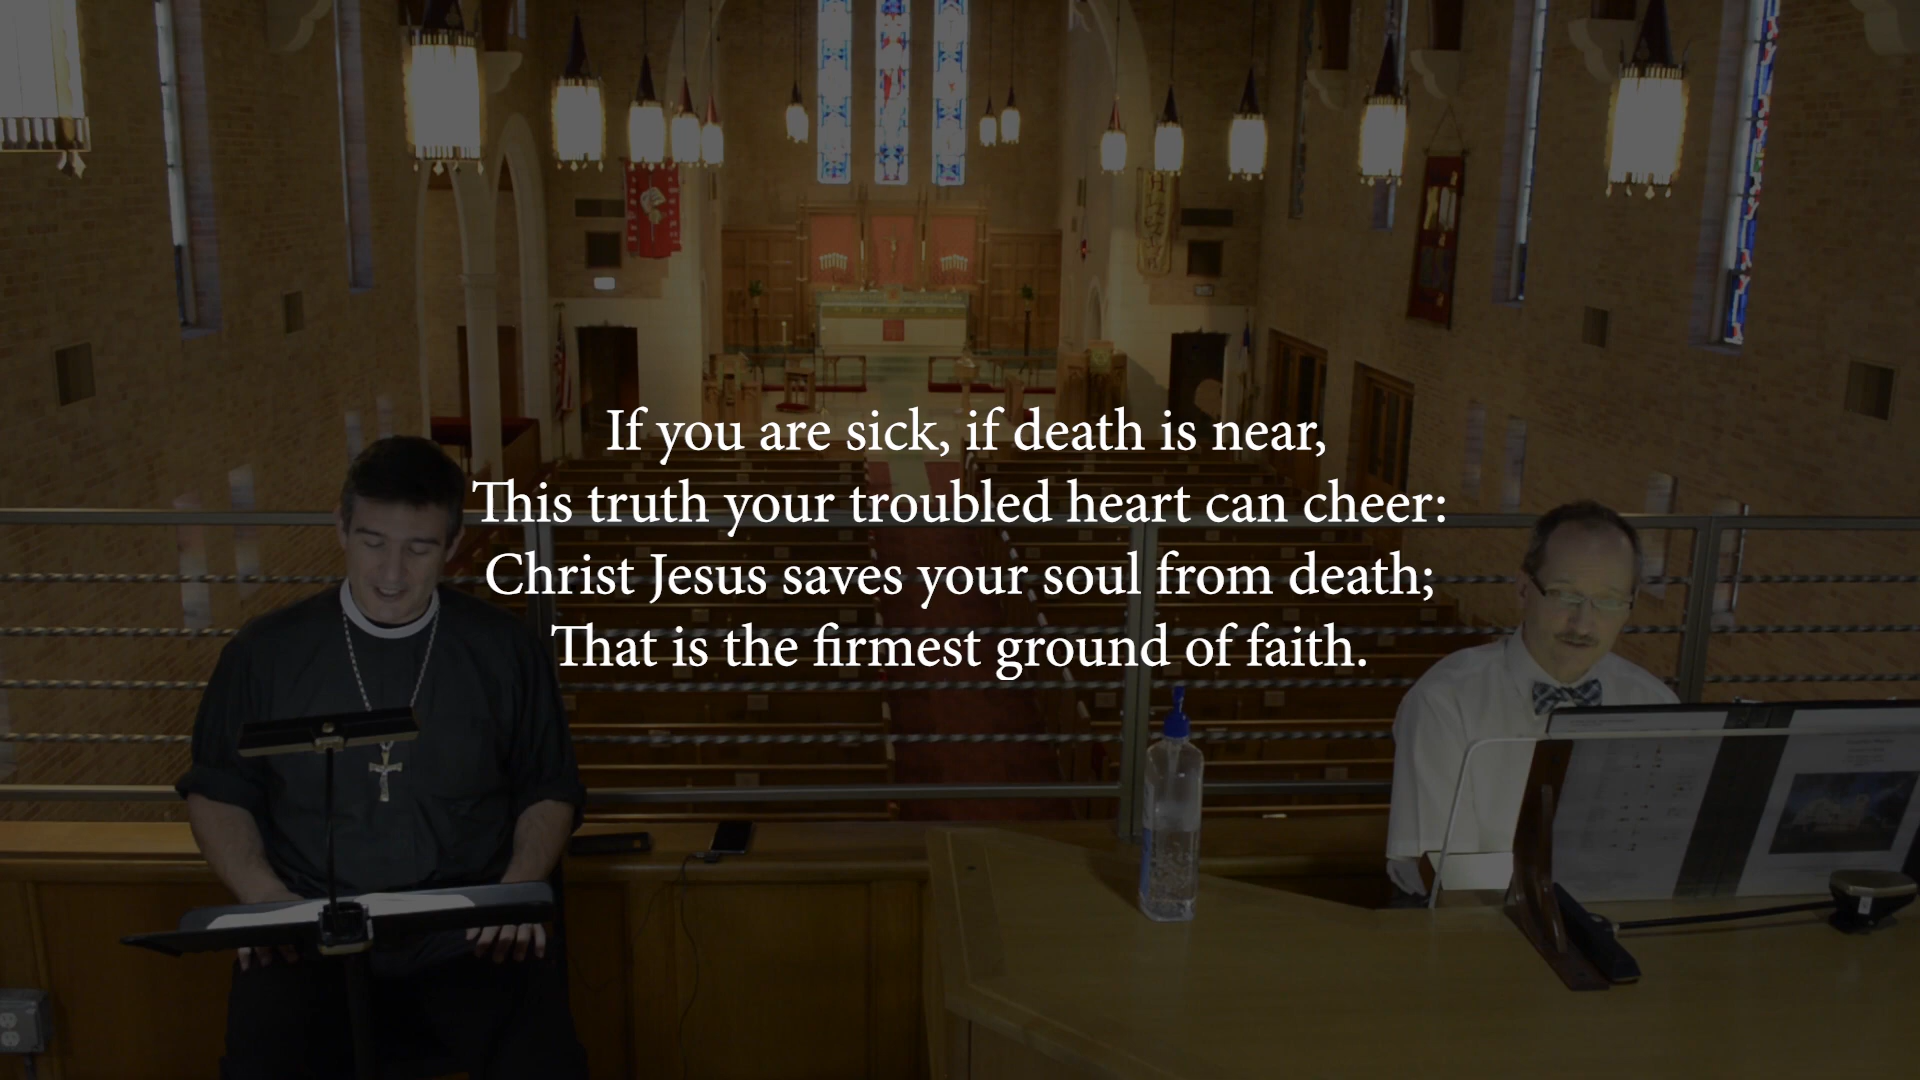 If you are sick, if death is near,
This truth your troubled heart can cheer:
Christ Jesus saves your soul from death;
That is the firmest ground of faith.